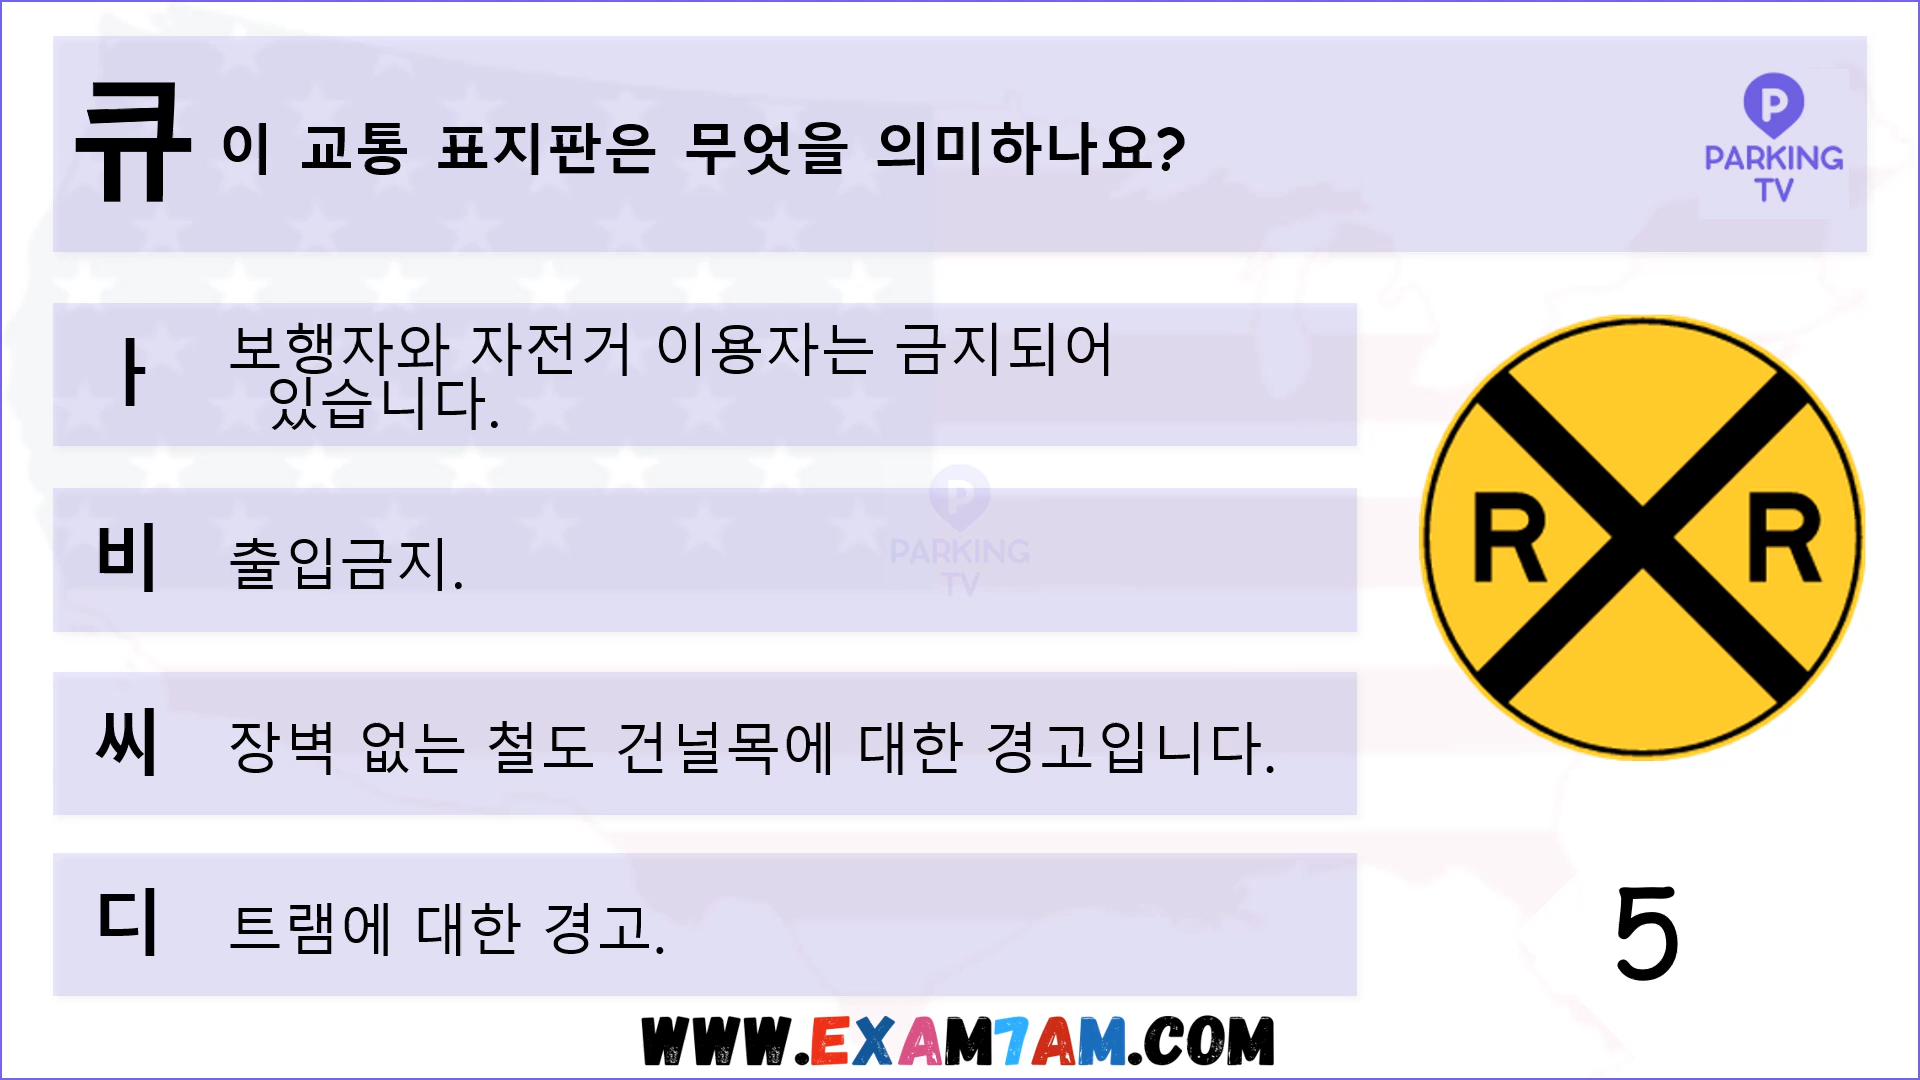 큐 이 교통 표지판은 무엇을 의미하나요?
PARKING
TV
ㅏ 보행자와 자전거 이용자는 금지되어
있습니다.
비 출입금지.
PARKING
TV
씨 장벽 없는 철도 건널목에 대한 경고입니다.
디 트램에 대한 경고.
R R
5
WWW.EXAM7AM.COM